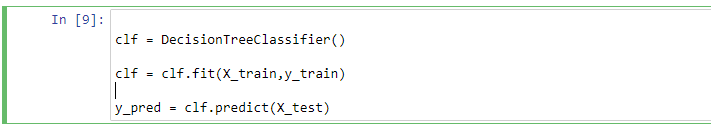 In [9]:
clf = DecisionTreeClassifier()
clf = clf.fit(X_train,y_train)
y_pred = clf.predict(X_test)